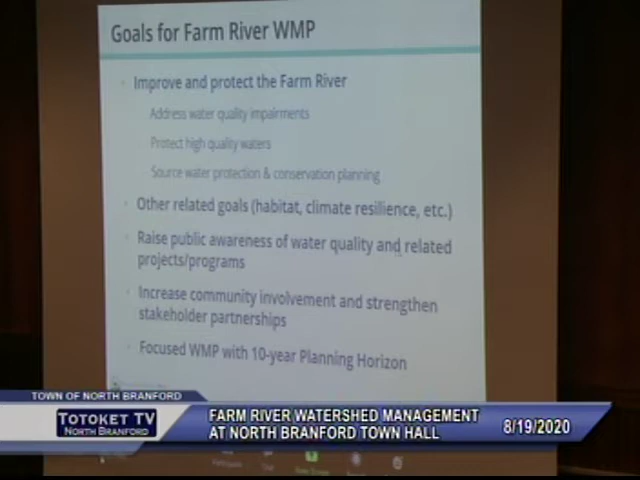 Goals for Farm River WMP
Improve and protect the Farm River
Address water quality impairments
Protect high quality waters
Source water protection & conservation planning
Other related goals (habitat, climate resilience, etc.)
Raise public awareness of water quality and related
projects/programs
Increase community involvement and strengthen
stakeholder partnerships
Focused WMP with 10-year Planning Horizon
TOWN OF NORTH BRANFORD
TOTOKET TV
NORTH BRANFORD
FARM RIVER WATERSHED MANAGEMENT
AT NORTH BRANFORD TOWN HALL
8/19/2020